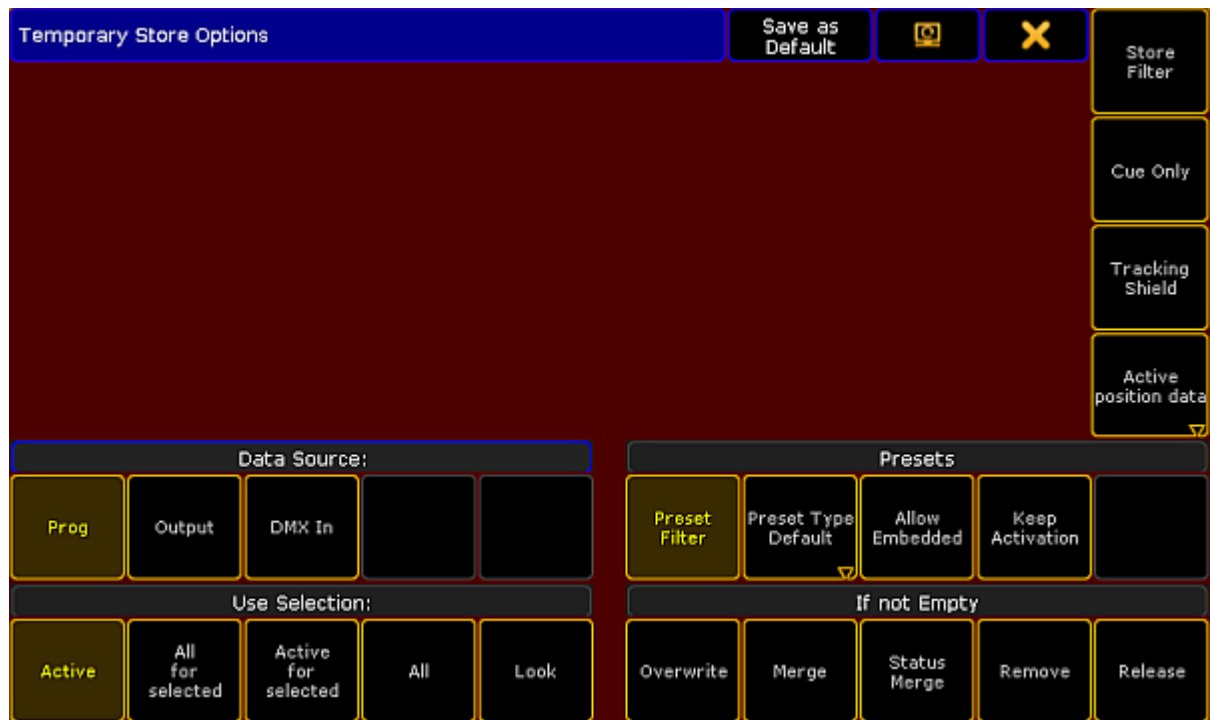 Temporary Store Options
Save as
Default
Store
Filter
Cue Only
Tracking
Shield
Active
position data
Data Source:
Prog
Output
DMX In
Presets
Preset
Filter
Preset Type
Default
Allow
Embedded
Keep
Activation
Use Selection:
Active
All
for
selected
Active
for
selected
All
Look
If not Empty
Overwrite
Merge
Status
Merge
Remove
Release